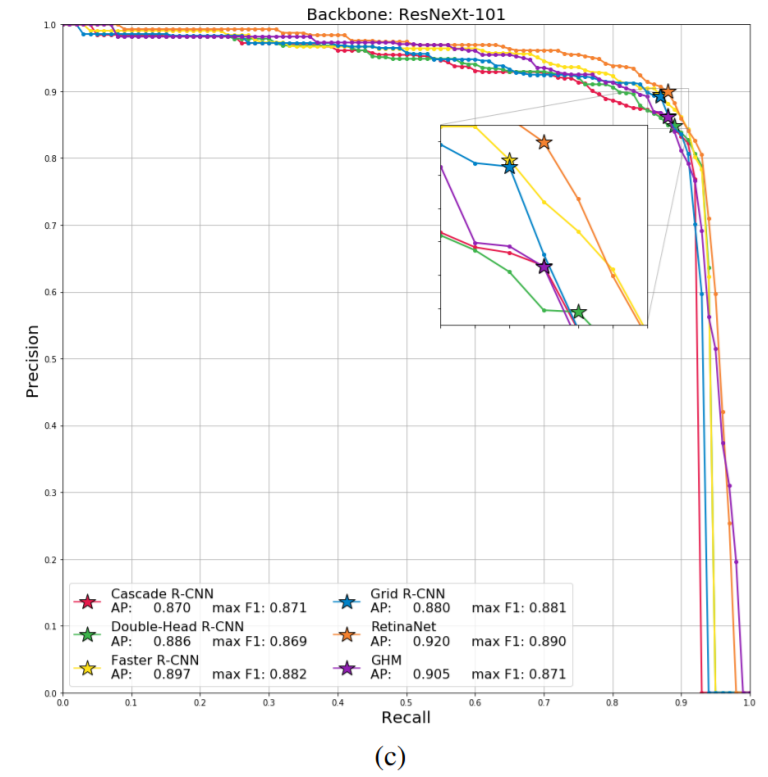 Backbone: ResNeXt-101
1.0
0.9
0.8
0.7
0.6
0.5
0.4
0.3
0.2
0.1
0.0
Precision
Cascade R-CNN
AP: 0.870 max F1: 0.871
Double-Head R-CNN
AP: 0.886 max F1: 0.869
Faster R-CNN
AP: 0.897 max F1: 0.882
Grid R-CNN
AP: 0.880 max F1: 0.881
RetinaNet
AP: 0.920 max F1: 0.890
GHM
AP: 0.905 max F1: 0.871
0.0 0.1 0.2 0.3 0.4 0.5 0.6 0.7 0.8 0.9 1.0
Recall
(c)